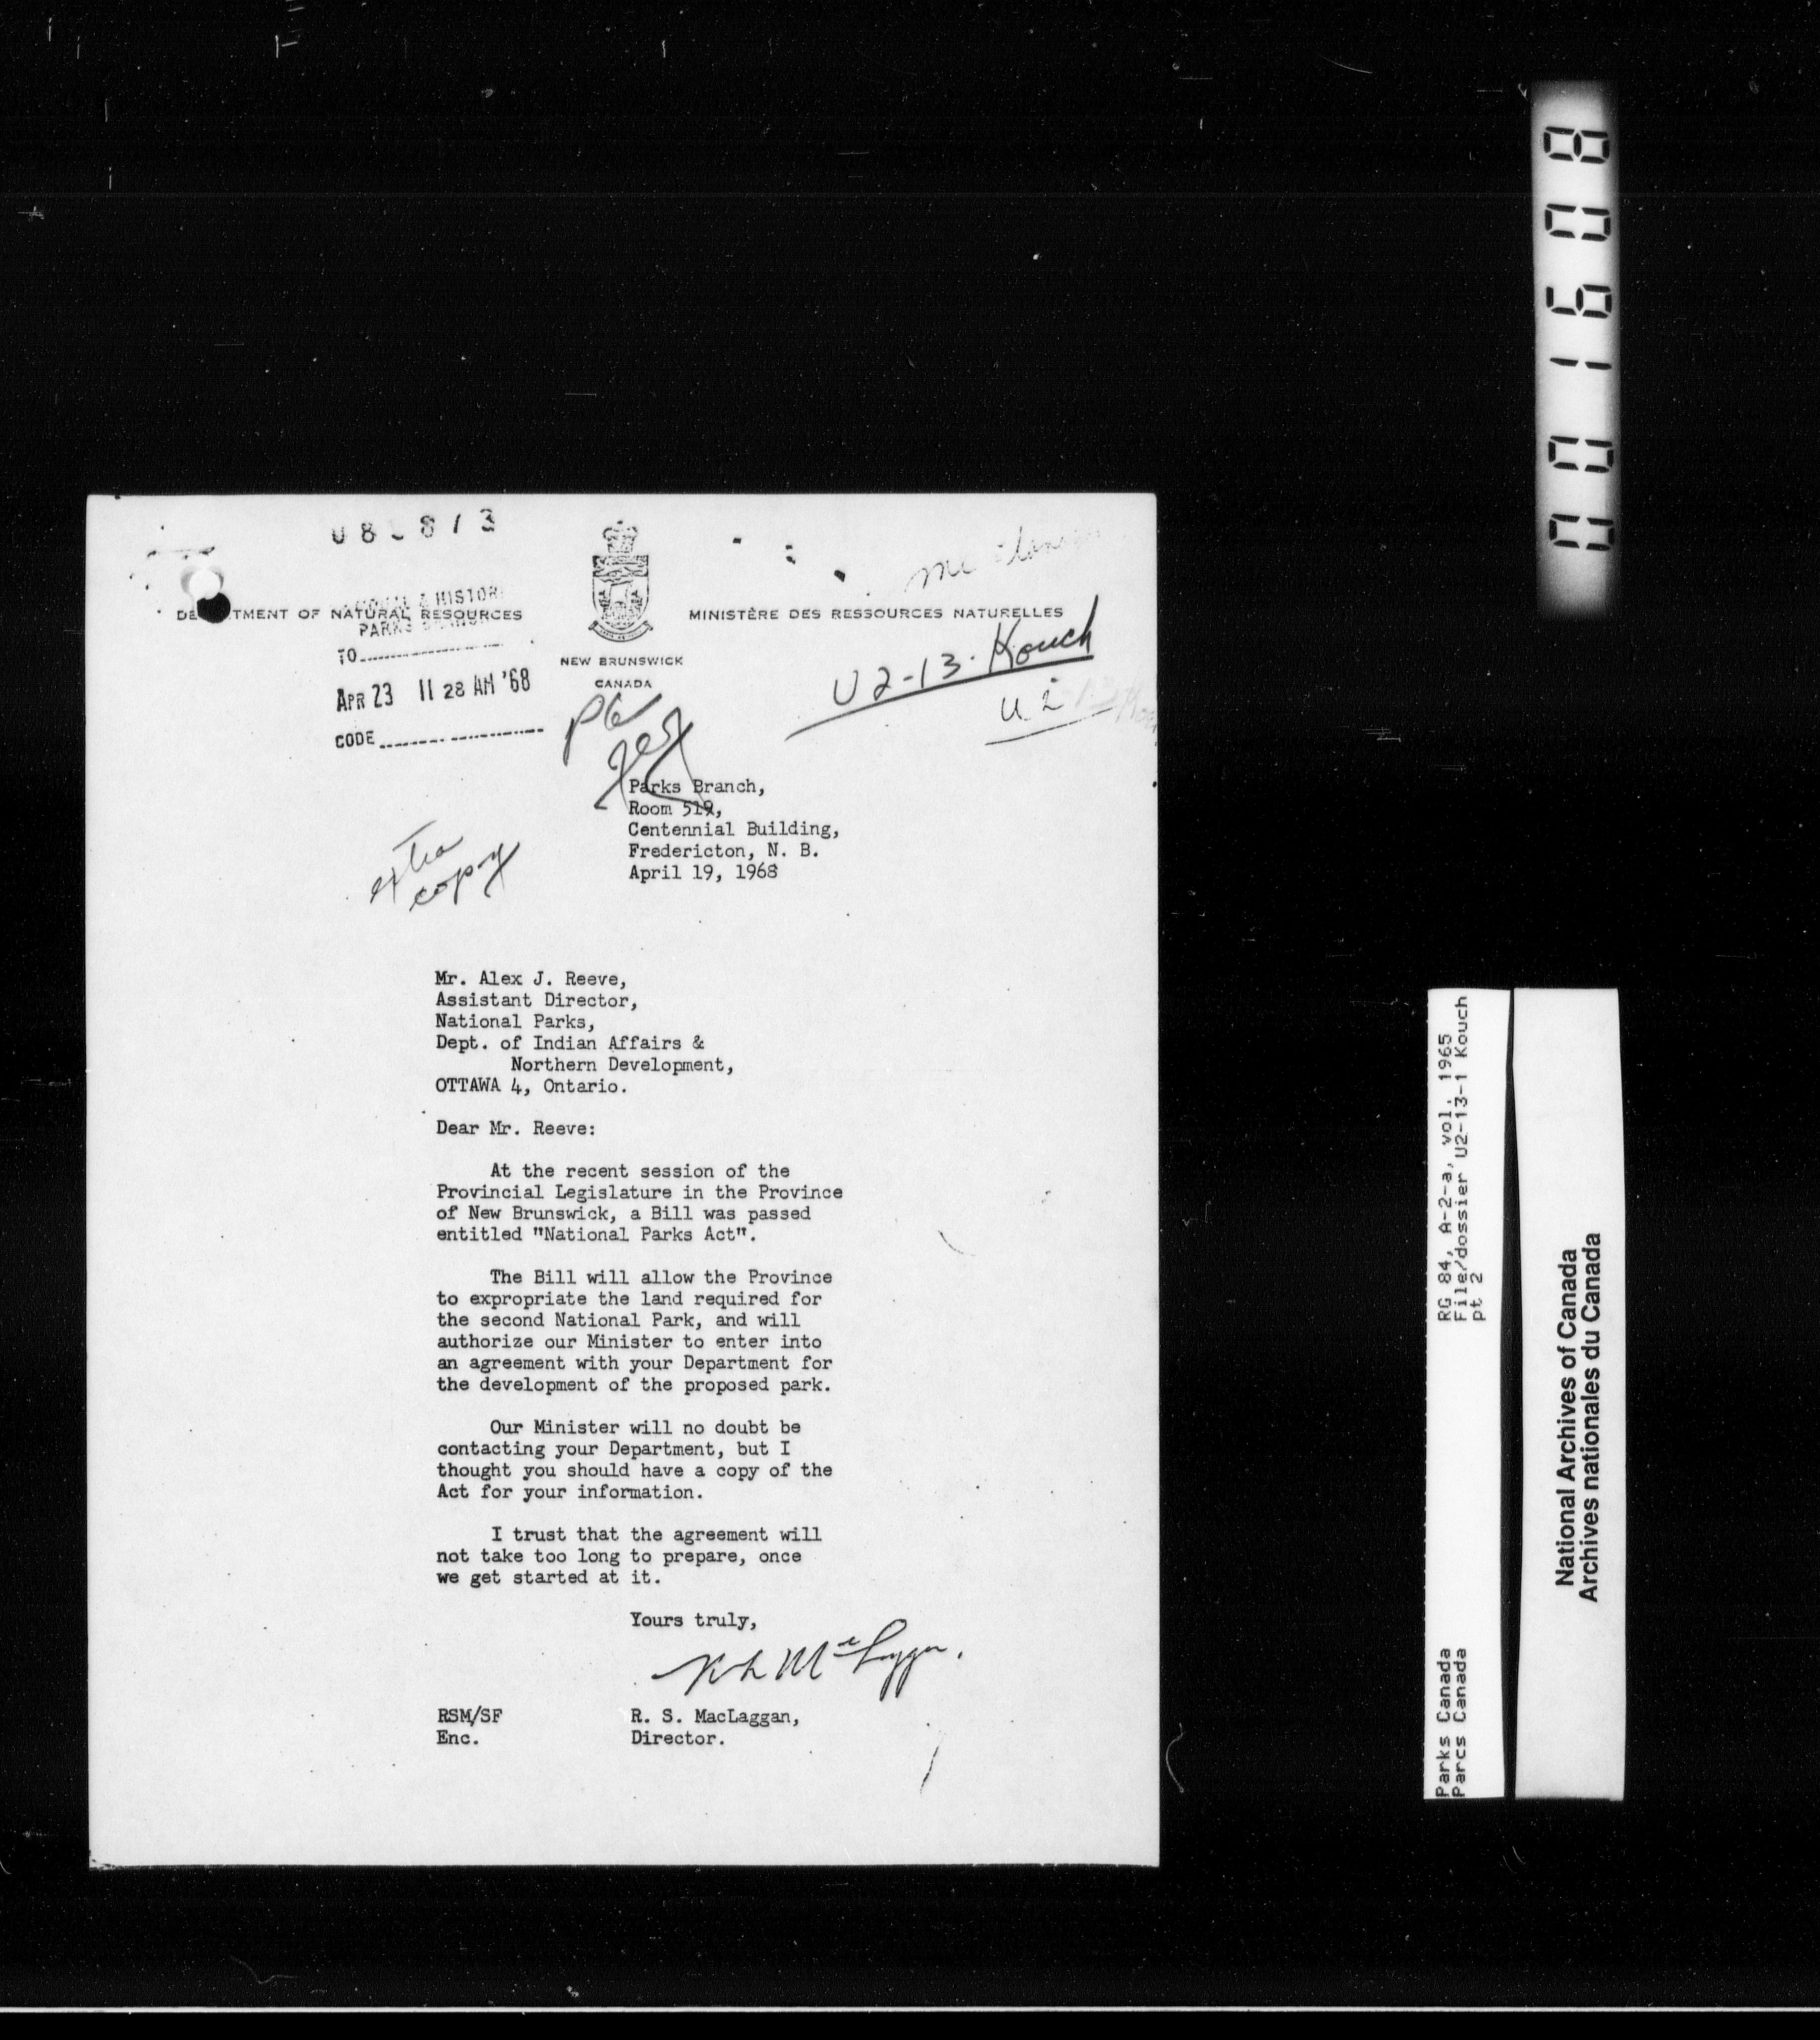 DE TMENT OF NATURAL RESOURCES
MINISTÈRE DES RESSOURCES NATURELLES
& HISTOR
PARKS
TO
APR 23 11 28 AM '68
CODE
NEW BRUNSWICK
CANADA
U2-13. Kouch
U2
extra
copy
Parks Branch,
Room 519,
Centennial Building,
Fredericton, N. B.
April 19, 1968
Mr. Alex J. Reeve,
Assistant Director,
National Parks,
Dept. of Indian Affairs &
Northern Development,
OTTAWA 4, Ontario.
Dear Mr. Reeve:
At the recent session of the
Provincial Legislature in the Province
of New Brunswick, a Bill was passed
entitled "National Parks Act".
The Bill will allow the Province
to expropriate the land required for
the second National Park, and will
authorize our Minister to enter into
an agreement with your Department for
the development of the proposed park.
Our Minister will no doubt be
contacting your Department, but I
thought you should have a copy of the
Act for your information.
I trust that the agreement will
not take too long to prepare, once
we get started at it.
Yours truly,
RSM/SF
Enc.
R. S. MacLaggan,
Director.
001608
Parks Canada
Parcs Canada
RG 84, A-2-a, vol. 1965
File/dossier U2-13-1 Kouch
pt 2
National Archives of Canada
Archives nationales du Canada